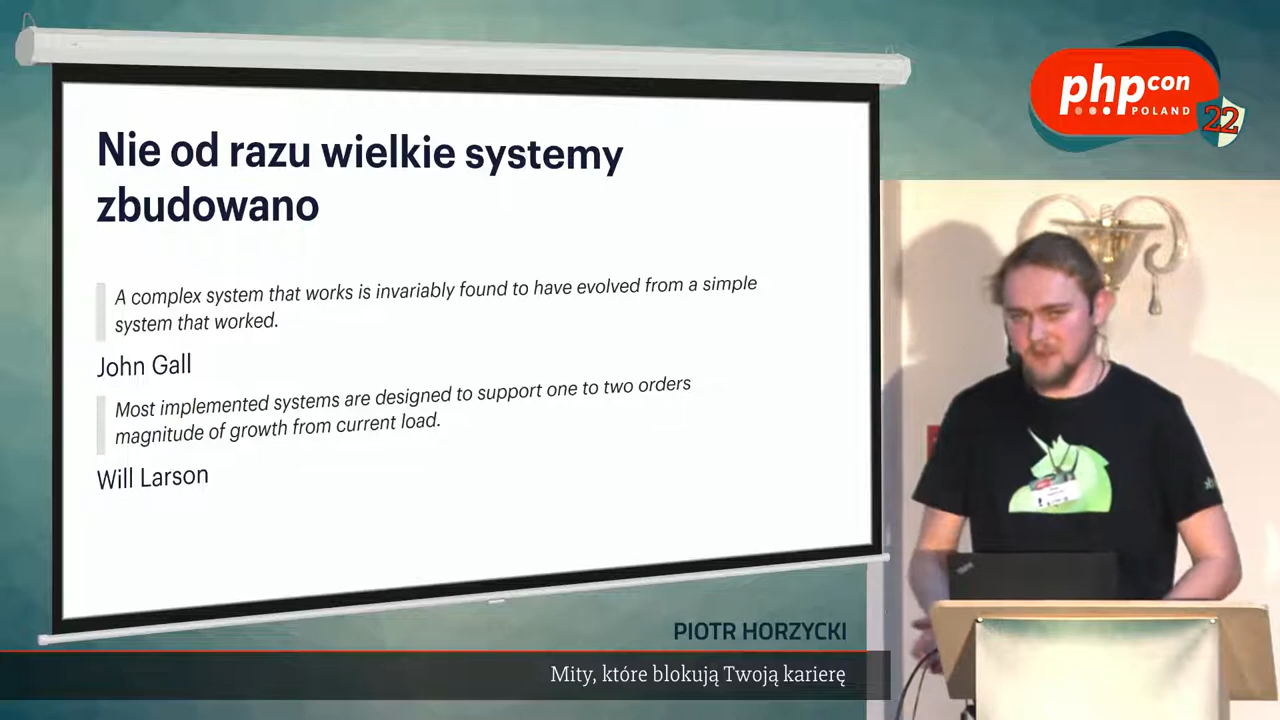 Nie od razu wielkie systemy
zbudowano
A complex system that works is invariably found to have evolved from a simple
system that worked.
John Gall
Most implemented systems are designed to support one to two orders
magnitude of growth from current load.
Will Larson
phpcon
POLAND
22
PIOTR HORZYCKI
Mity, które blokują Twoją karierę